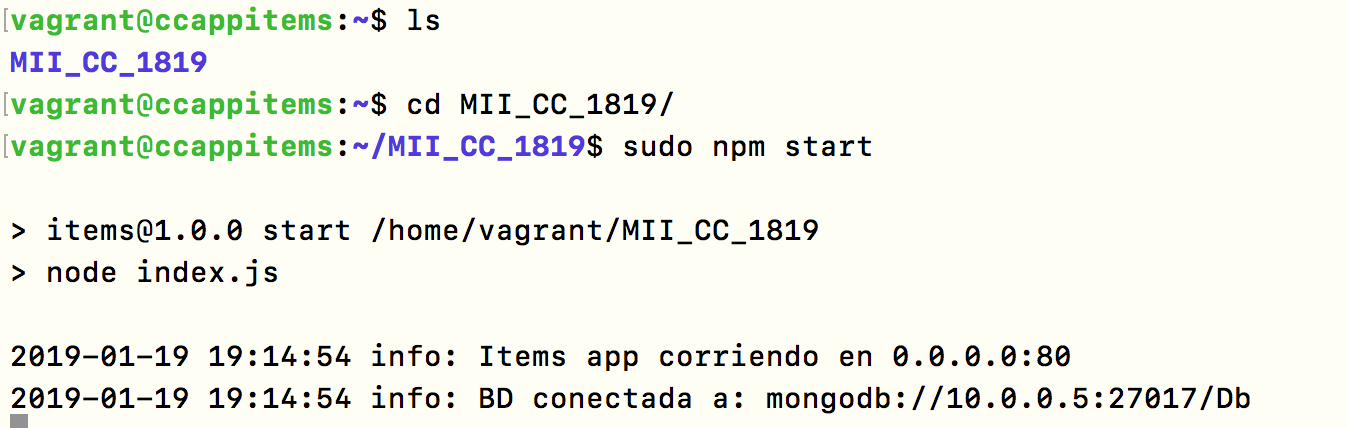 [vagrant@ccappitems:~$ ls
MII_CC_1819
[vagrant@ccappitems:~$ cd MII_CC_1819/
[vagrant@ccappitems:~/MII_CC_1819$ sudo npm start
> items@1.0.0 start /home/vagrant/MII_CC_1819
> node index.js
2019-01-19 19:14:54 info: Items app corriendo en 0.0.0.0:80
2019-01-19 19:14:54 info: BD conectada a: mongodb://10.0.0.5:27017/Db